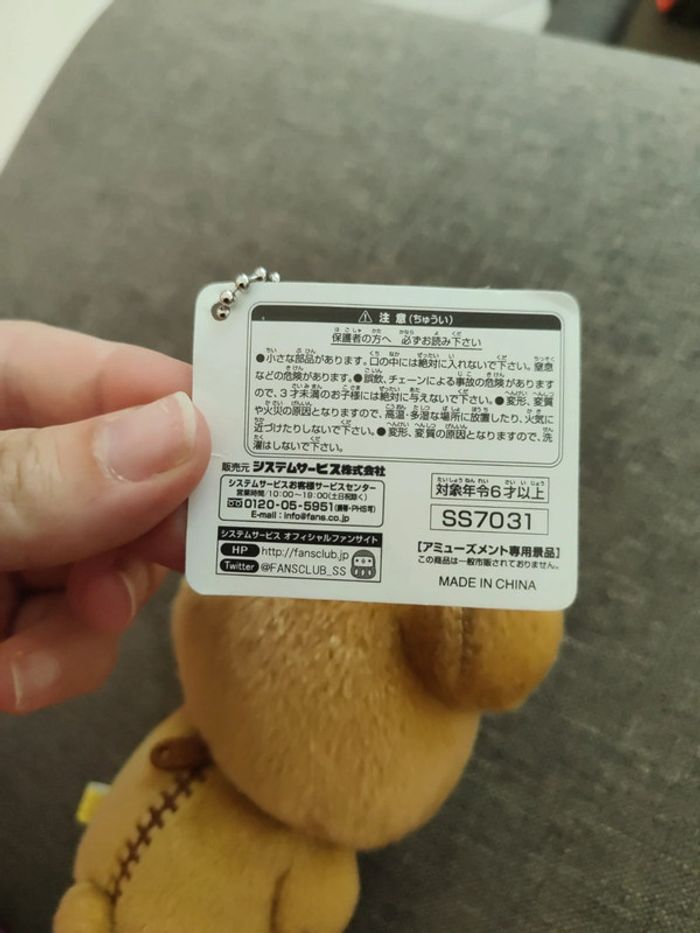 ⚠ 注意(ちゅうい)
保護者の方へ 必ずお読み下さい
●小さな部品があります。口の中には絶対に入れないで下さい。窒息
などの危険があります。●誤飲、チェーンによる事故の危険があります
ので、3才未満のお子様には絶対に与えないで下さい。●変形、変質
や火災の原因となりますので、高温・多湿な場所に放置したり、火気に
近づけたりしないで下さい。●変形、変質の原因となりますので、洗
濯はしないで下さい。
販売元 システムサービス株式会社
システムサービスお客様サービスセンター
営業時間/10:00~19:00(土日祝除く)
0120-05-5951(携帯・PHS可)
E-mail:info@fans.co.jp
システムサービス オフィシャルファンサイト
HP http://fansclub.jp
Twitter @FANSCLUB_SS
対象年令6才以上
SS7031
【アミューズメント専用景品】
この商品は一般市販されておりません。
MADE IN CHINA